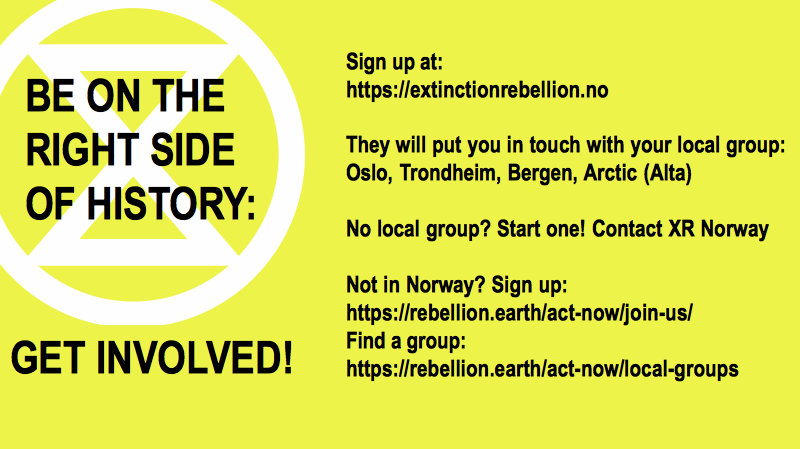 BE ON THE
RIGHT SIDE
OF HISTORY:
GET INVOLVED!
Sign up at:
https://extinctionrebellion.no
They will put you in touch with your local group:
Oslo, Trondheim, Bergen, Arctic (Alta)
No local group? Start one! Contact XR Norway
Not in Norway? Sign up:
https://rebellion.earth/act-now/join-us/
Find a group:
https://rebellion.earth/act-now/local-groups